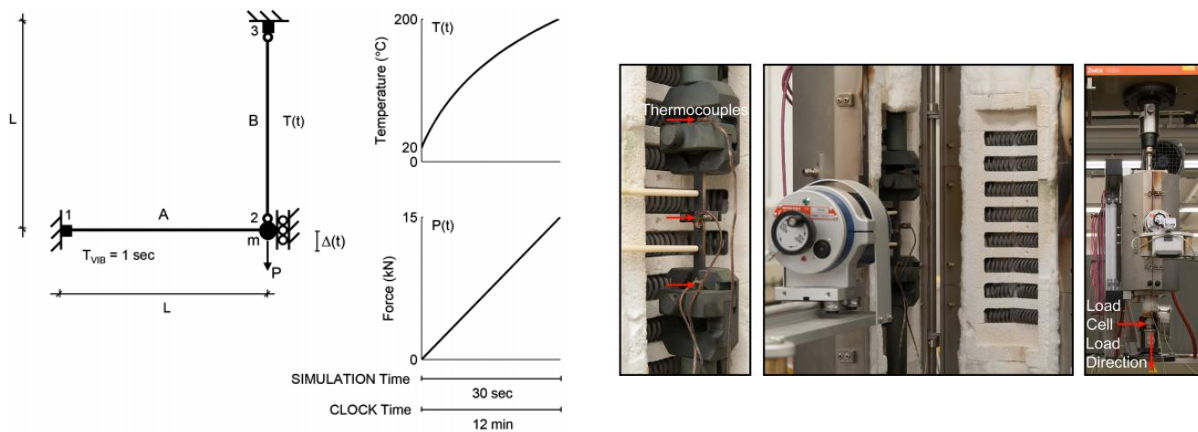 3
L
B
T(t)
1
A
2
m
Δ(t)
T_VIB = 1 sec
P
L
200
T(t)
Temperature (°C)
20
0
15
P(t)
Force (kN)
0
SIMULATION Time
30 sec
CLOCK Time
12 min
Thermocouples
Load
Cell
Load
Direction